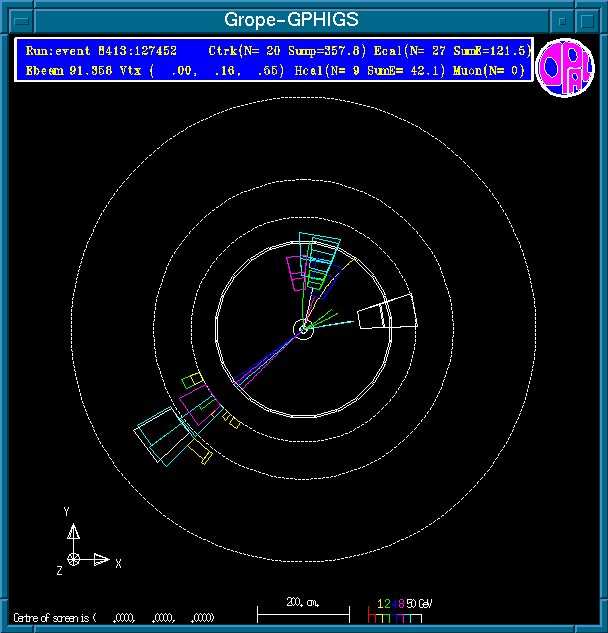 Grope-GPHIGS
Run:event 8413:127452 Ctrk(N= 20 Sump=357.8) Ecal(N= 27 SumE=121.5)
Ebeam 91.358 Vtx ( .00, .16, .65) Hcal(N= 9 SumE= 42.1) Muon(N= 0)
OPAL
Y
X
Z
200. cm.
1 2 4 8 50 GeV
Centre of screen is ( .0000, .0000, .0000)